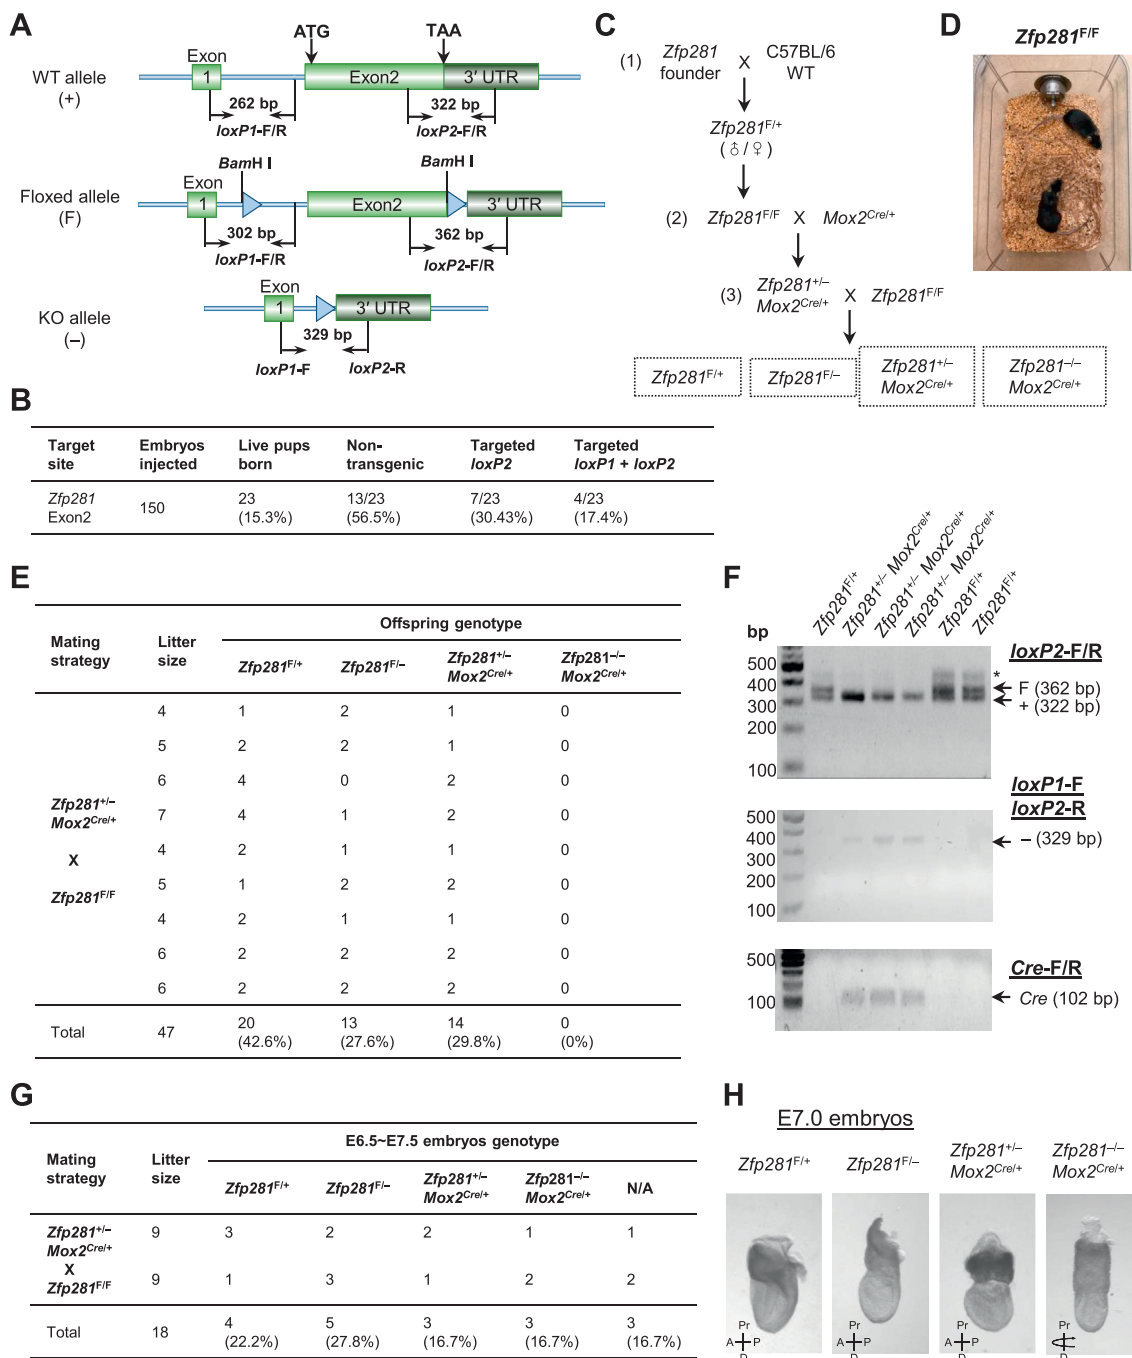 A
ATG
TAA
WT allele
(+)
Exon
1
Exon2
3′ UTR
262 bp
loxP1-F/R
322 bp
loxP2-F/R
BamH I
BamH I
Floxed allele
(F)
Exon
1
Exon2
3′ UTR
302 bp
loxP1-F/R
362 bp
loxP2-F/R
KO allele
(–)
Exon
1
3′ UTR
329 bp
loxP1-F
loxP2-R
C
(1)
Zfp281 founder X C57BL/6 WT
Zfp281F/+
(♂/♀)
(2) Zfp281F/F X Mox2Cre/+
(3) Zfp281+/– Mox2Cre/+ X Zfp281F/F
Zfp281F/+
Zfp281F/–
Zfp281+/– Mox2Cre/+
Zfp281–/– Mox2Cre/+
D
Zfp281F/F
B
Target site Embryos injected Live pups born Non-transgenic Targeted loxP2 Targeted loxP1 + loxP2
Zfp281 Exon2 150 23 (15.3%) 13/23 (56.5%) 7/23 (30.43%) 4/23 (17.4%)
E
Mating strategy
Litter size
Offspring genotype
Zfp281F/+ Zfp281F/– Zfp281+/– Mox2Cre/+ Zfp281–/– Mox2Cre/+
Zfp281+/– Mox2Cre/+
X
Zfp281F/F
4 1 2 1 0
5 2 2 1 0
6 4 0 2 0
7 4 1 2 0
4 2 1 1 0
5 1 2 2 0
4 2 1 1 0
6 2 2 2 0
6 2 2 2 0
Total 47 20 (42.6%) 13 (27.6%) 14 (29.8%) 0 (0%)
F
Zfp281F/+
Zfp281+/– Mox2Cre/+
Zfp281+/– Mox2Cre/+
Zfp281+/– Mox2Cre/+
Zfp281F/+
Zfp281F/+
bp
500
400
300
200
100
loxP2-F/R
*
F (362 bp)
+ (322 bp)
500
400
300
200
100
loxP1-F
loxP2-R
– (329 bp)
500
100
Cre-F/R
Cre (102 bp)
G
Mating strategy
Litter size
E6.5~E7.5 embryos genotype
Zfp281F/+ Zfp281F/– Zfp281+/– Mox2Cre/+ Zfp281–/– Mox2Cre/+ N/A
Zfp281+/– Mox2Cre/+
X
Zfp281F/F
9 3 2 2 1 1
9 1 3 1 2 2
Total 18 4 (22.2%) 5 (27.8%) 3 (16.7%) 3 (16.7%) 3 (16.7%)
H
E7.0 embryos
Zfp281F/+
Zfp281F/–
Zfp281+/– Mox2Cre/+
Zfp281–/– Mox2Cre/+
Pr
A P
D
Pr
A P
D
Pr
A P
D
Pr
D